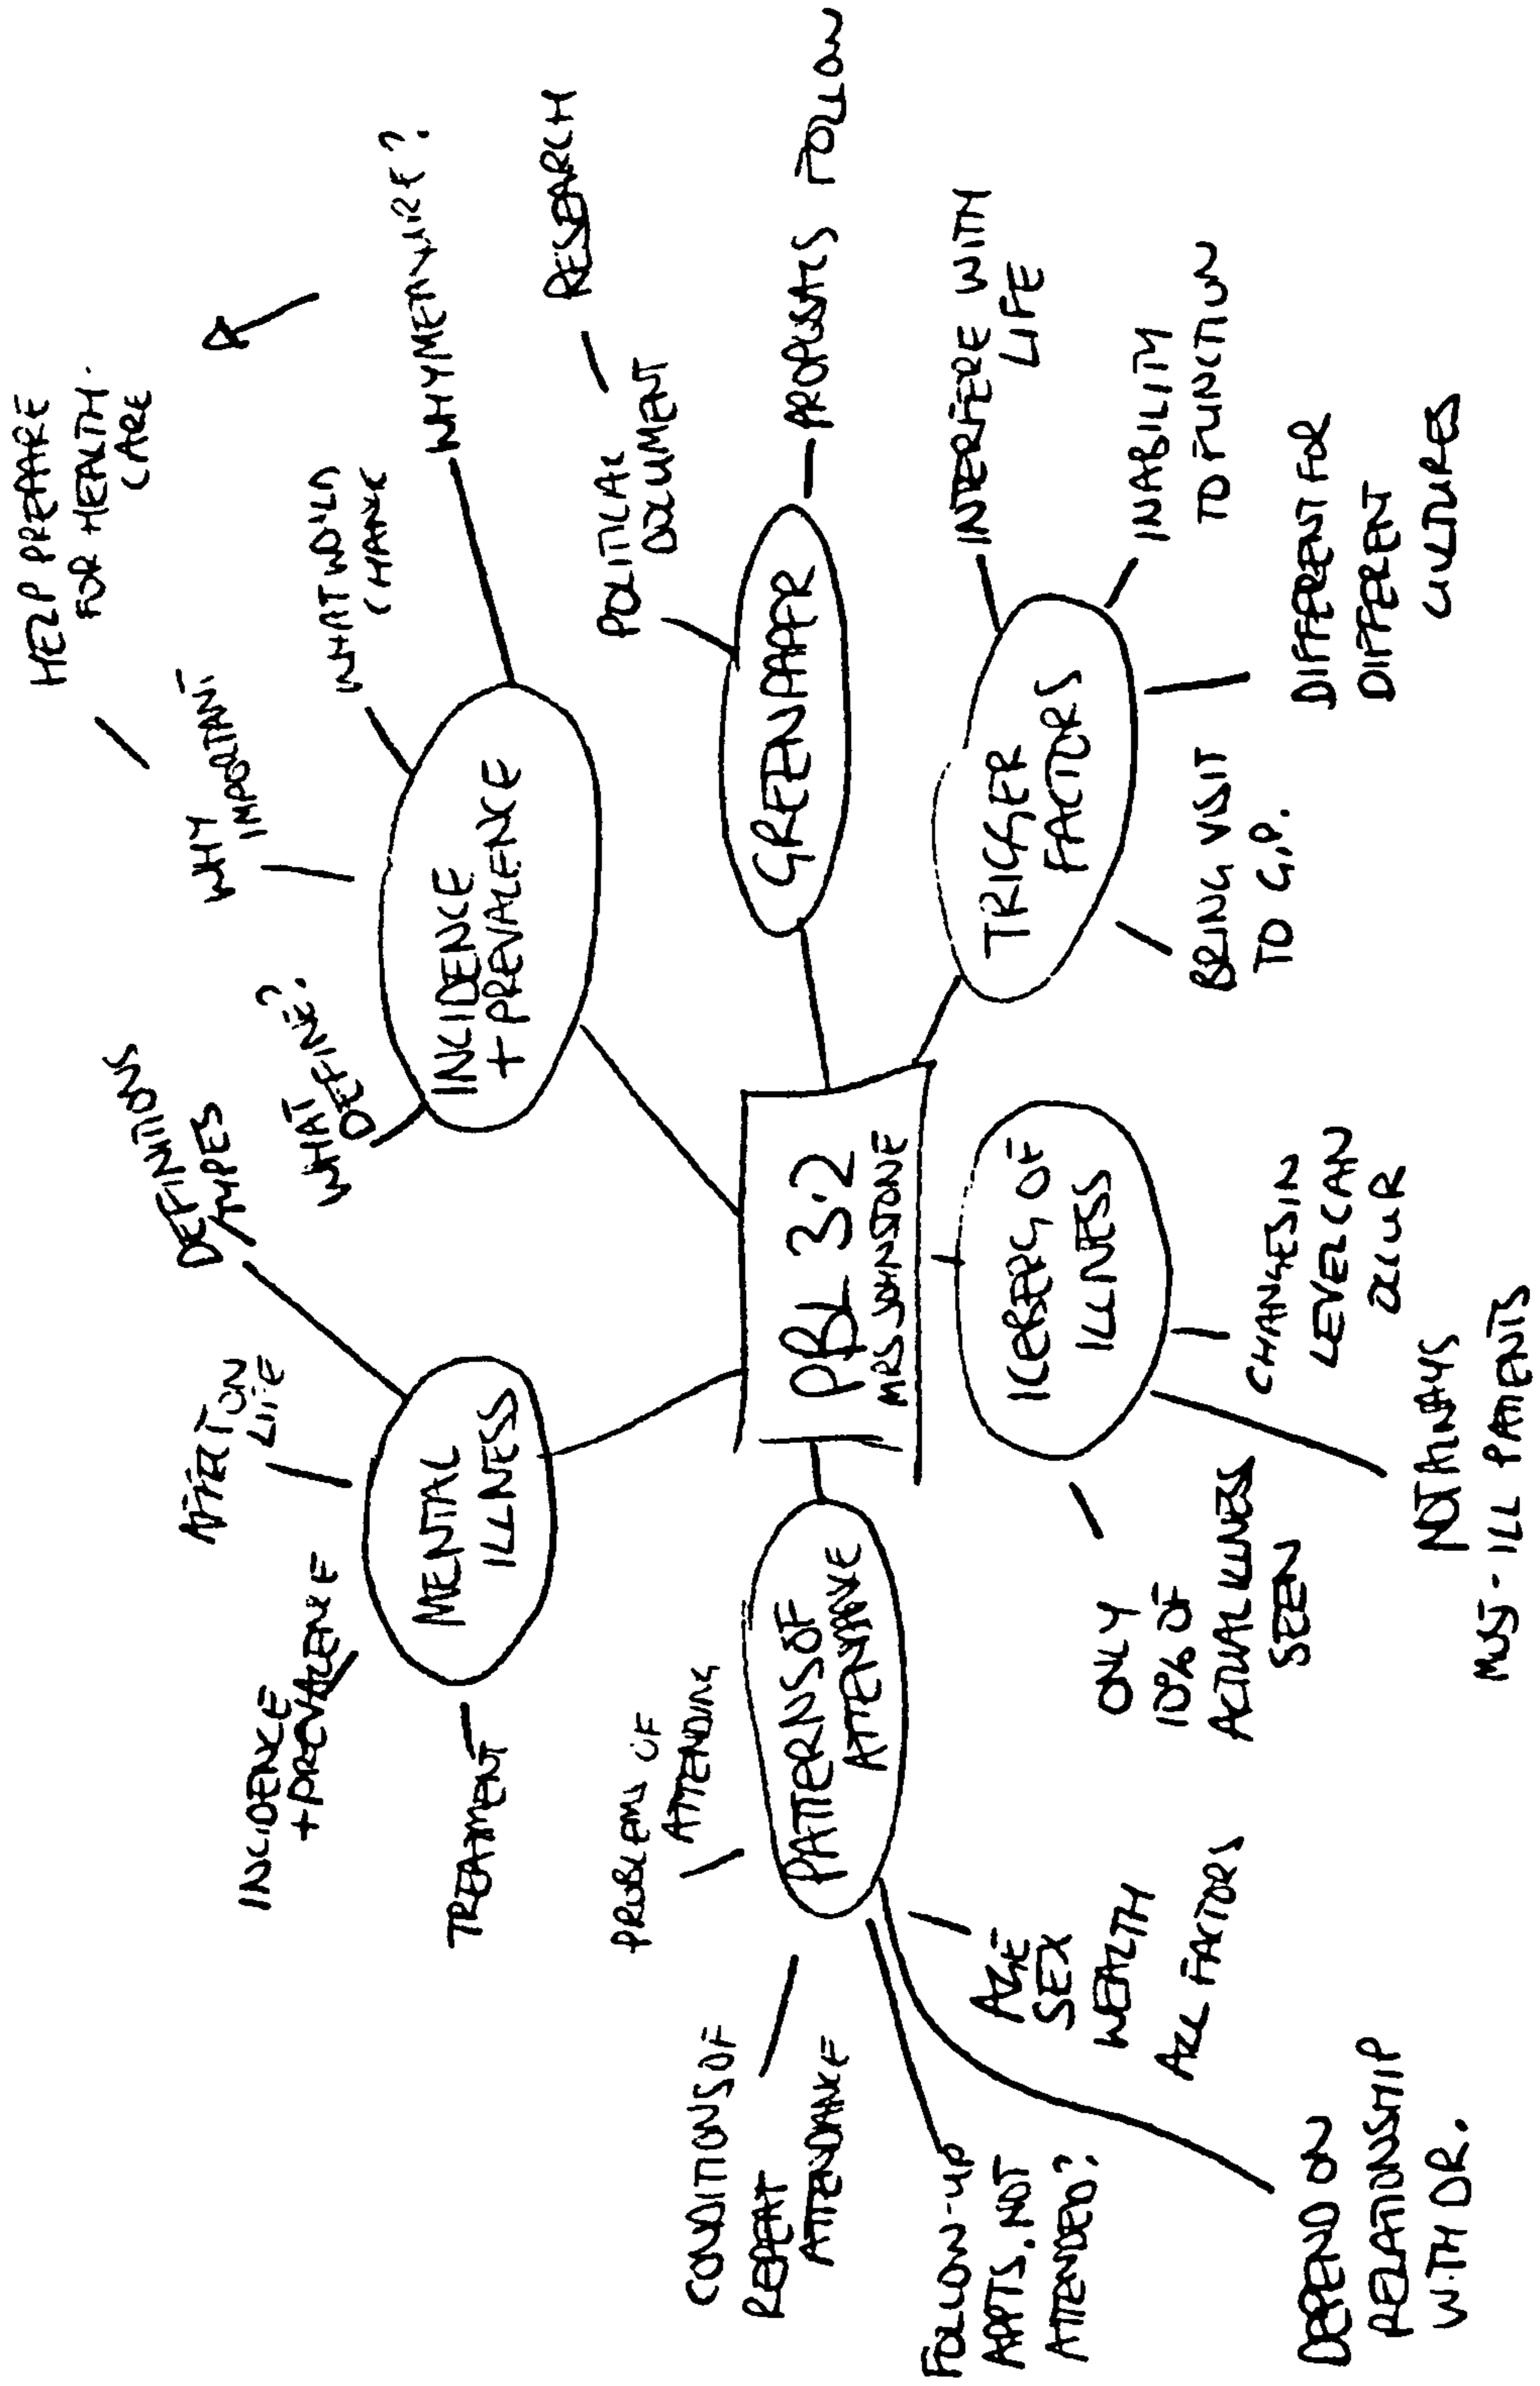 HELP PREPARE
FOR HEALTH
CARE
WHY
IMPORTANT
WHAT WOULD
CHANGE
WHY MEASURE?
WHAT
DEFINE?
INCIDENCE
+ PREVALENCE
DEFINITIONS
TYPES
EFFECT ON
LIFE
INCIDENCE
+ PREVALENCE
TREATMENT
MENTAL
ILLNESS
POLITICAL
DOCUMENT
RESEARCH
GREEN PAPER
PROPOSALS FOLLOW
PBL 3.2
MRS JOHNSTONE
TRIGGER
FACTORS
INTERFERE WITH
LIFE
INABILITY
TO FUNCTION
DIFFERENT FOR
DIFFERENT
CULTURES
BRING VISIT
TO G.P.
ICEBERG OF
ILLNESS
CHANGES IN
LEVEL CAN
OCCUR
NOT ALWAYS
MOST ILL PATIENTS
ONLY
10% OF
ACTUAL ILLNESS
SEEN
PATTERNS OF
ATTENDANCE
PROBLEMS OF
ATTENDING
CONDITIONS OF
REPEAT
ATTENDANCE
FOLLOW-UP
APPTS. NOT
ATTENDED?
AGE
SEX
WEALTH
ALL FACTORS
DEPEND ON
RELATIONSHIP
WITH DR.